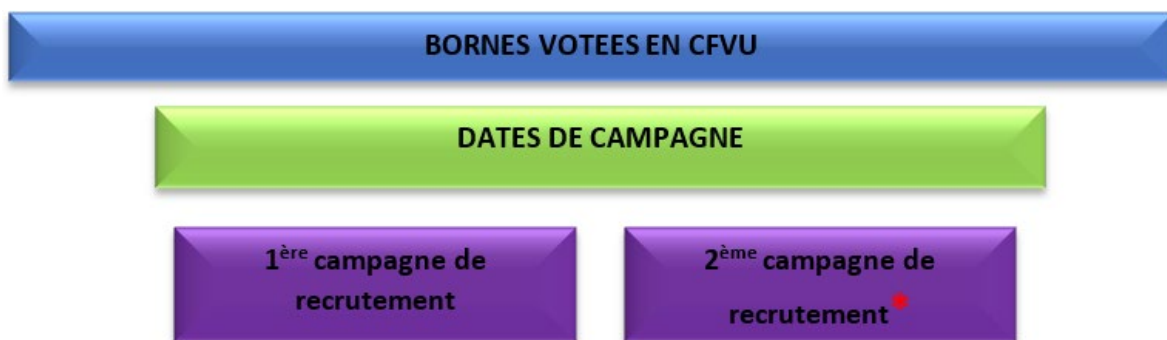 BORNES VOTEES EN CFVU
DATES DE CAMPAGNE
1ère campagne de
recrutement
2ème campagne de
recrutement*